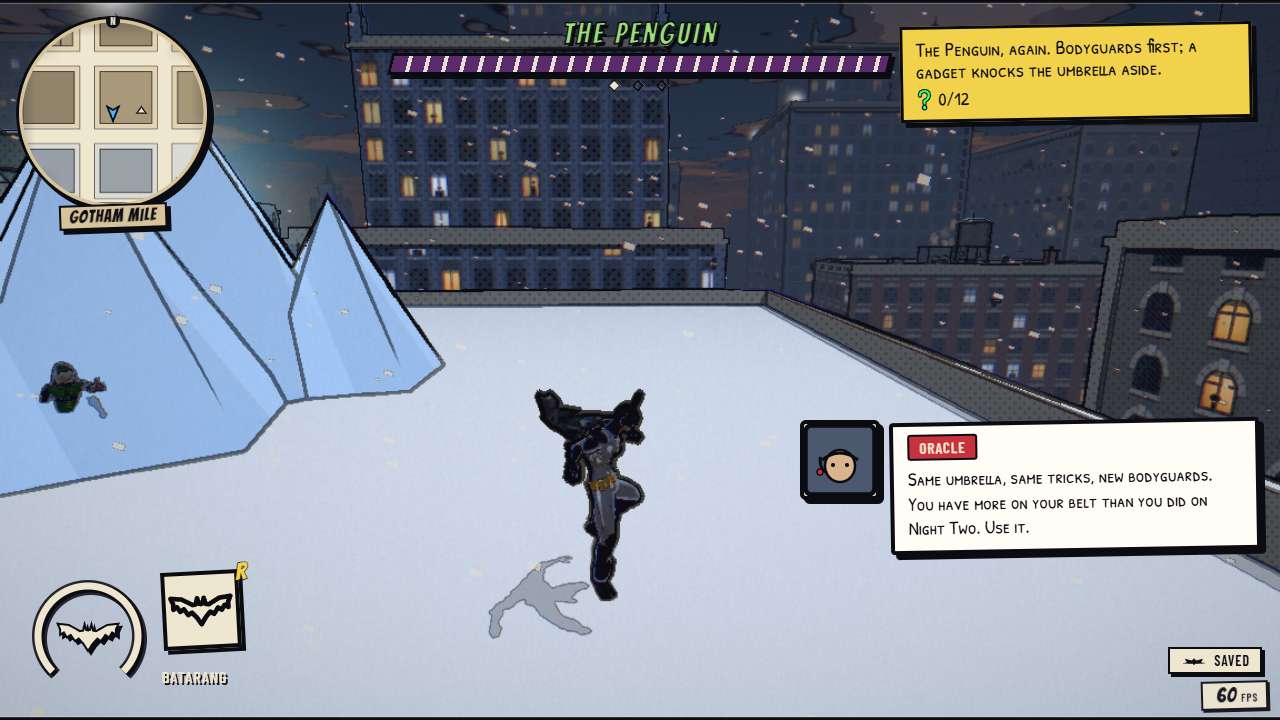 N
GOTHAM MILE
THE PENGUIN
The Penguin, again. Bodyguards first; a
gadget knocks the umbrella aside.
? 0/12
ORACLE
Same umbrella, same tricks, new bodyguards.
You have more on your belt than you did on
Night Two. Use it.
R
BATARANG
SAVED
60 FPS